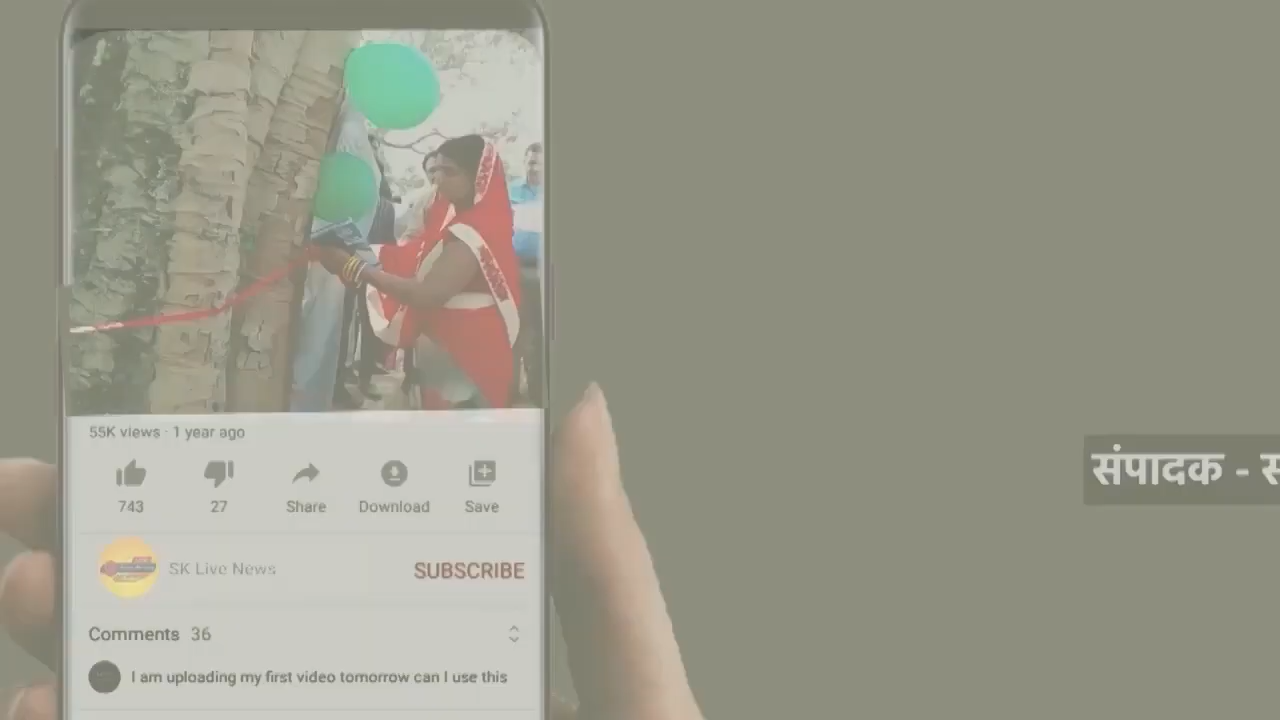 55K views · 1 year ago
743 27 Share Download Save
SK Live News SUBSCRIBE
Comments 36
I am uploading my first video tomorrow can I use this
संपादक -